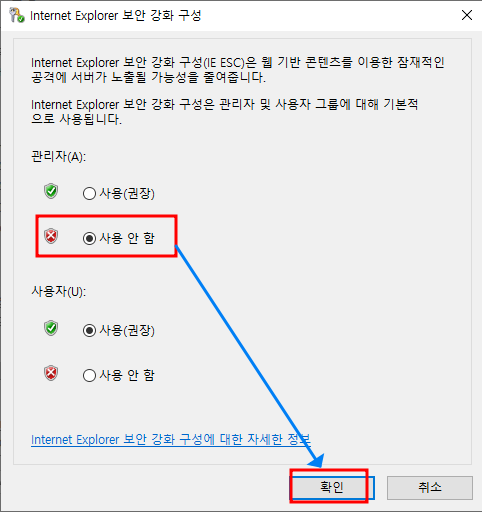 Internet Explorer 보안 강화 구성
Internet Explorer 보안 강화 구성(IE ESC)은 웹 기반 콘텐츠를 이용한 잠재적인
공격에 서버가 노출될 가능성을 줄여줍니다.
Internet Explorer 보안 강화 구성은 관리자 및 사용자 그룹에 대해 기본적
으로 사용됩니다.
관리자(A):
사용(권장)
사용 안 함
사용자(U):
사용(권장)
사용 안 함
Internet Explorer 보안 강화 구성에 대한 자세한 정보
확인 취소